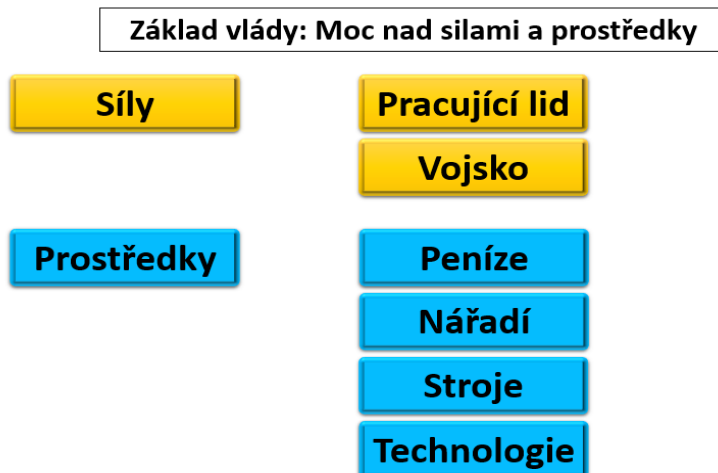 Základ vlády: Moc nad silami a prostředky
Síly
Pracující lid
Vojsko
Prostředky
Peníze
Nářadí
Stroje
Technologie